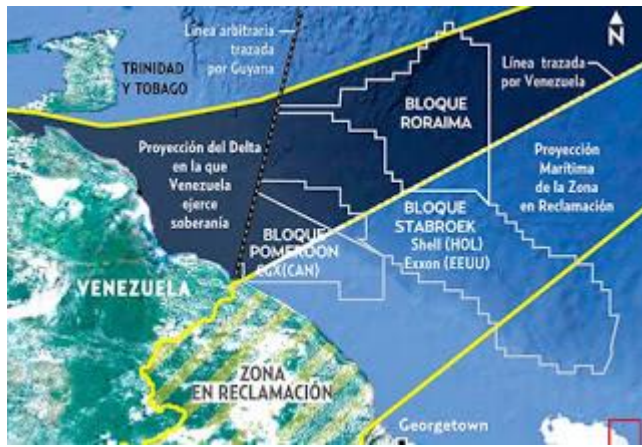 Línea arbitraria
trazada
por Guyana
N
TRINIDAD
Y TOBAGO
Línea trazada
por Venezuela
BLOQUE
RORAIMA
Proyección del Delta
en la que
Venezuela
ejerce
soberanía
Proyección
Marítima
de la Zona
en Reclamación
BLOQUE
STABROEK
Shell (HOL)
Exxon (EEUU)
BLOQUE
POMEROON
CGX(CAN)
VENEZUELA
ZONA
EN RECLAMACIÓN
Georgetown